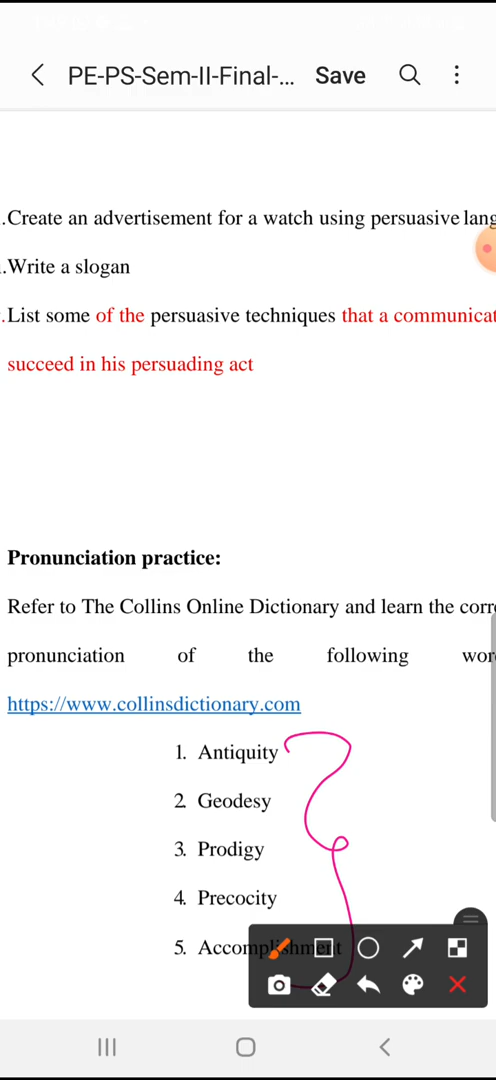 PE-PS-Sem-II-Final-... Save
.Create an advertisement for a watch using persuasive lang
.Write a slogan
.List some of the persuasive techniques that a communicat
succeed in his persuading act
Pronunciation practice:
Refer to The Collins Online Dictionary and learn the corre
pronunciation of the following wor
https://www.collinsdictionary.com
1. Antiquity
2. Geodesy
3. Prodigy
4. Precocity
5. Accomplishment